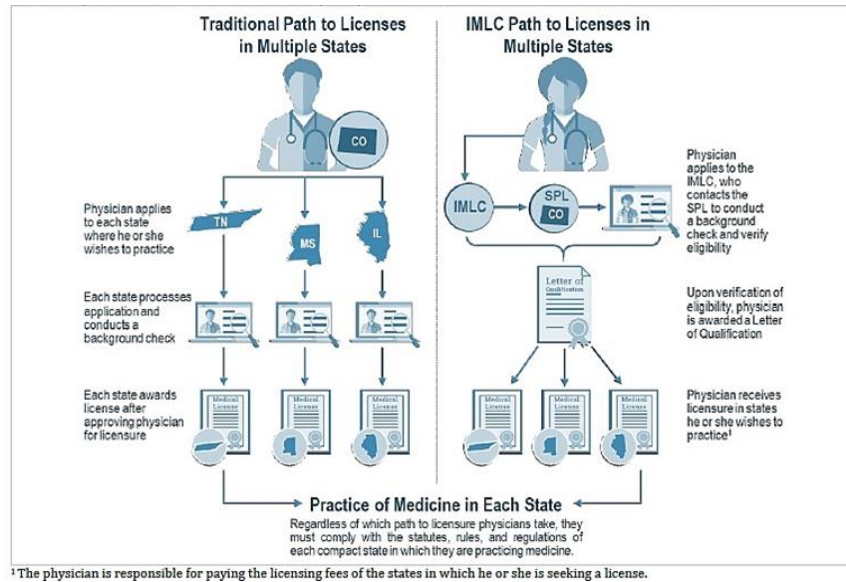 Traditional Path to Licenses
in Multiple States
CO
Physician applies
to each state
where he or she
wishes to practice
TN
MS
IL
Each state processes
application and
conducts a
background check
Each state awards
license after
approving physician
for licensure
Medical
License
Medical
License
Medical
License
IMLC Path to Licenses in
Multiple States
IMLC
SPL
CO
Physician
applies to the
IMLC, who
contacts the
SPL to conduct
a background
check and verify
eligibility
Letter of
Qualification
Upon verification of
eligibility, physician
is awarded a Letter
of Qualification
Medical
License
Medical
License
Medical
License
Physician receives
licensure in states
he or she wishes to
practice¹
Practice of Medicine in Each State
Regardless of which path to licensure physicians take, they
must comply with the statutes, rules, and regulations of
each compact state in which they are practicing medicine.
¹ The physician is responsible for paying the licensing fees of the states in which he or she is seeking a license.